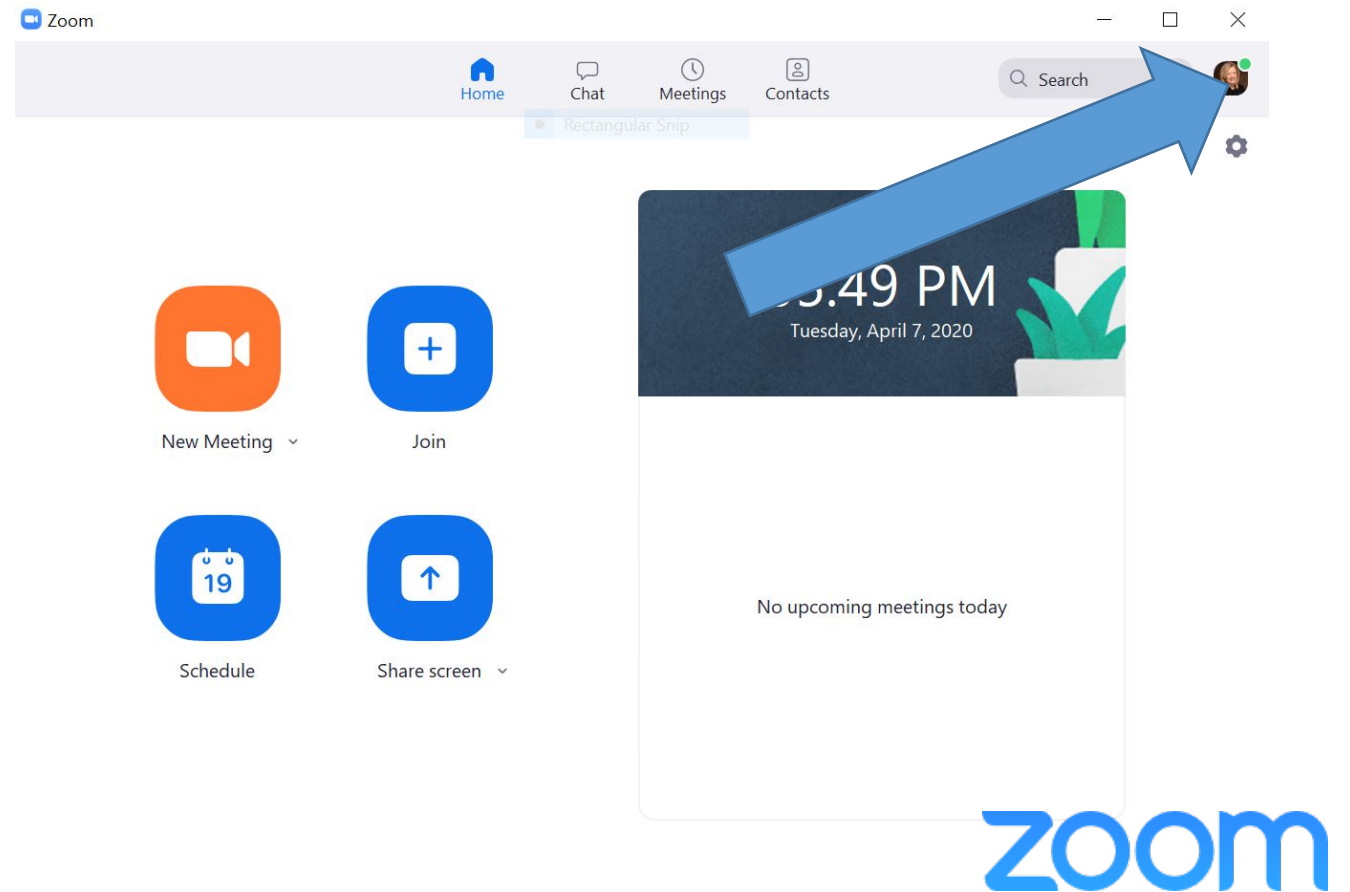 Zoom
Home
Chat
Meetings
Contacts
Search
Rectangular Snip
49 PM
Tuesday, April 7, 2020
New Meeting
Join
19
Schedule
Share screen
No upcoming meetings today
zoom